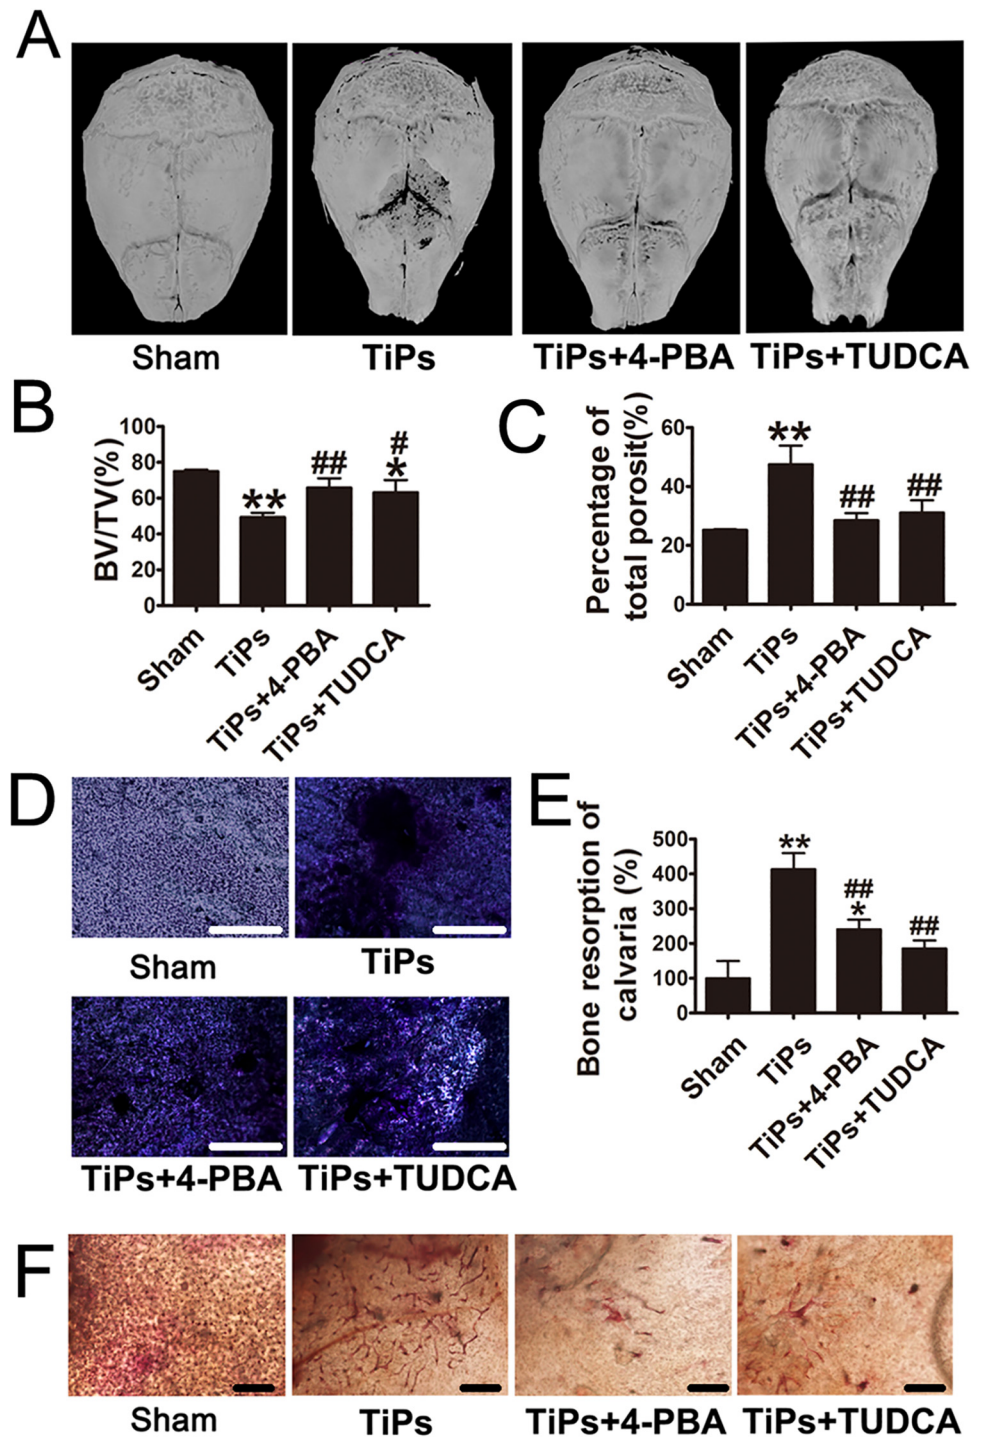 A
Sham
TiPs
TiPs+4-PBA
TiPs+TUDCA
B
BV/TV(%)
100
80
60
40
20
0
**
##
#
*
Sham
TiPs
TiPs+4-PBA
TiPs+TUDCA
C
Percentage of
total porosit(%)
60
40
20
0
**
##
##
Sham
TiPs
TiPs+4-PBA
TiPs+TUDCA
D
Sham
TiPs
TiPs+4-PBA
TiPs+TUDCA
E
Bone resorption of
calvaria (%)
500
400
300
200
100
0
**
##
*
##
Sham
TiPs
TiPs+4-PBA
TiPs+TUDCA
F
Sham
TiPs
TiPs+4-PBA
TiPs+TUDCA